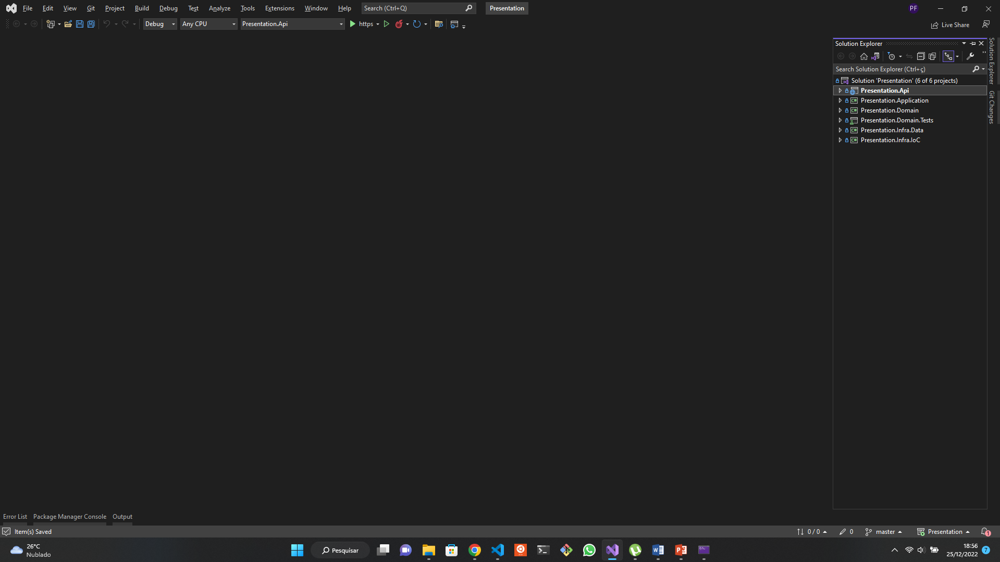 File Edit View Git Project Build Debug Test Analyze Tools Extensions Window Help Search (Ctrl+Q) Presentation PF
Debug Any CPU Presentation.Api https Live Share
Solution Explorer
Search Solution Explorer (Ctrl+ç)
Solution 'Presentation' (6 of 6 projects)
Presentation.Api
Presentation.Application
Presentation.Domain
Presentation.Domain.Tests
Presentation.Infra.Data
Presentation.Infra.IoC
Solution Explorer
Git Changes
Error List Package Manager Console Output
Item(s) Saved 0 / 0 0 master Presentation 1
26°C
Nublado
Pesquisar
18:56
25/12/2022 7